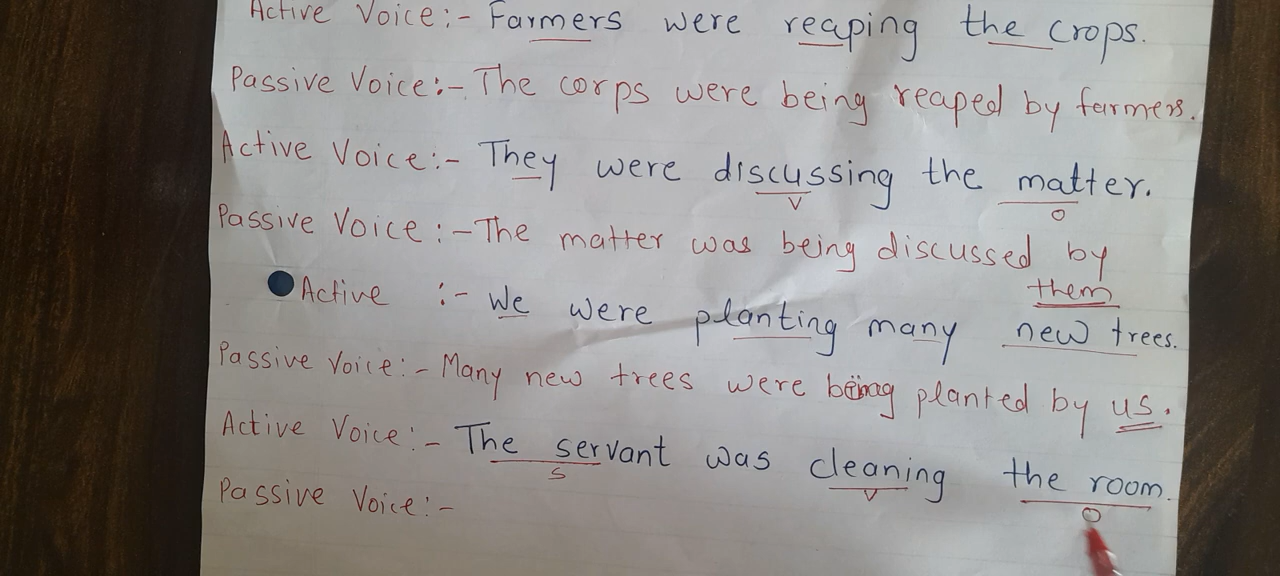 Active Voice:- Farmers were reaping the crops.
Passive Voice:- The corps were being reaped by farmers.
Active Voice:- They were discussing the matter.
V O
Passive Voice:- The matter was being discussed by
them
Active :- We were planting many new trees.
Passive Voice:- Many new trees were being planted by us.
Active Voice:- The servant was cleaning the room.
S V O
Passive Voice:-